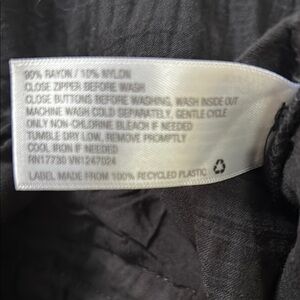 90% RAYON / 10% NYLON
CLOSE ZIPPER BEFORE WASH
CLOSE BUTTONS BEFORE WASHING, WASH INSIDE OUT
MACHINE WASH COLD SEPARATELY, GENTLE CYCLE
ONLY NON-CHLORINE BLEACH IF NEEDED
TUMBLE DRY LOW, REMOVE PROMPTLY
COOL IRON IF NEEDED
RN17730 VN1247024
LABEL MADE FROM 100% RECYCLED PLASTIC